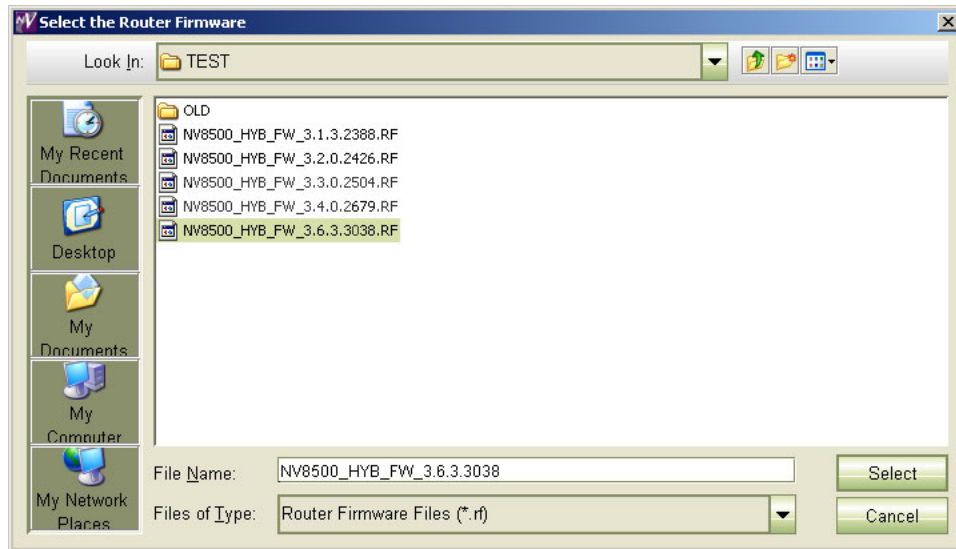 Select the Router Firmware
Look In:
TEST
My Recent
Documents
Desktop
My
Documents
My
Computer
My Network
Places
OLD
NV8500_HYB_FW_3.1.3.2388.RF
NV8500_HYB_FW_3.2.0.2426.RF
NV8500_HYB_FW_3.3.0.2504.RF
NV8500_HYB_FW_3.4.0.2679.RF
NV8500_HYB_FW_3.6.3.3038.RF
File Name:
NV8500_HYB_FW_3.6.3.3038
Select
Files of Type:
Router Firmware Files (*.rf)
Cancel